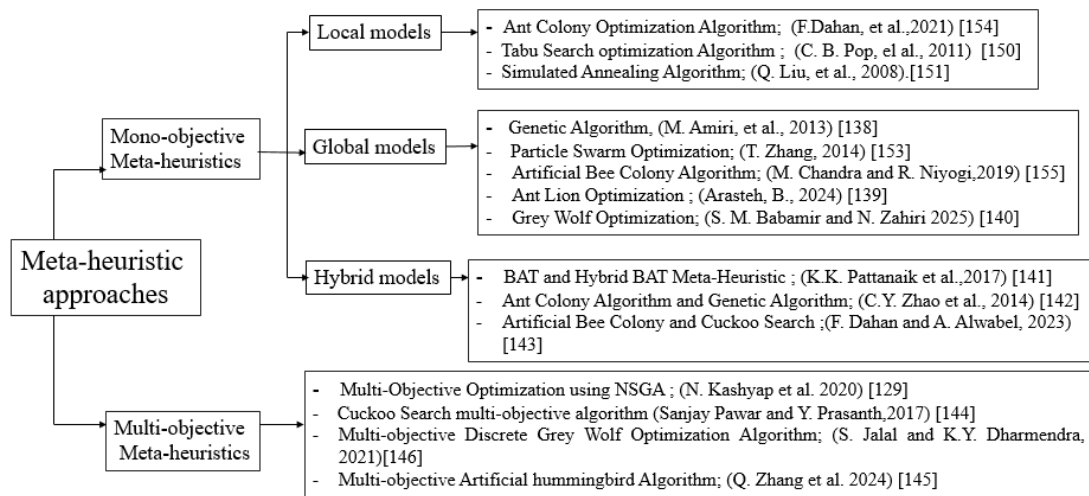 Local models
- Ant Colony Optimization Algorithm; (F.Dahan, et al.,2021) [154]
- Tabu Search optimization Algorithm ; (C. B. Pop, el al., 2011) [150]
- Simulated Annealing Algorithm; (Q. Liu, et al., 2008).[151]
Mono-objective
Meta-heuristics
Global models
- Genetic Algorithm, (M. Amiri, et al., 2013) [138]
- Particle Swarm Optimization; (T. Zhang, 2014) [153]
- Artificial Bee Colony Algorithm; (M. Chandra and R. Niyogi,2019) [155]
- Ant Lion Optimization ; (Arasteh, B., 2024) [139]
- Grey Wolf Optimization; (S. M. Babamir and N. Zahiri 2025) [140]
Meta-heuristic
approaches
Hybrid models
- BAT and Hybrid BAT Meta-Heuristic ; (K.K. Pattanaik et al.,2017) [141]
- Ant Colony Algorithm and Genetic Algorithm; (C.Y. Zhao et al., 2014) [142]
- Artificial Bee Colony and Cuckoo Search ;(F. Dahan and A. Alwabel, 2023)
[143]
Multi-objective
Meta-heuristics
- Multi-Objective Optimization using NSGA ; (N. Kashyap et al. 2020) [129]
- Cuckoo Search multi-objective algorithm (Sanjay Pawar and Y. Prasanth,2017) [144]
- Multi-objective Discrete Grey Wolf Optimization Algorithm; (S. Jalal and K.Y. Dharmendra,
2021)[146]
- Multi-objective Artificial hummingbird Algorithm; (Q. Zhang et al. 2024) [145]